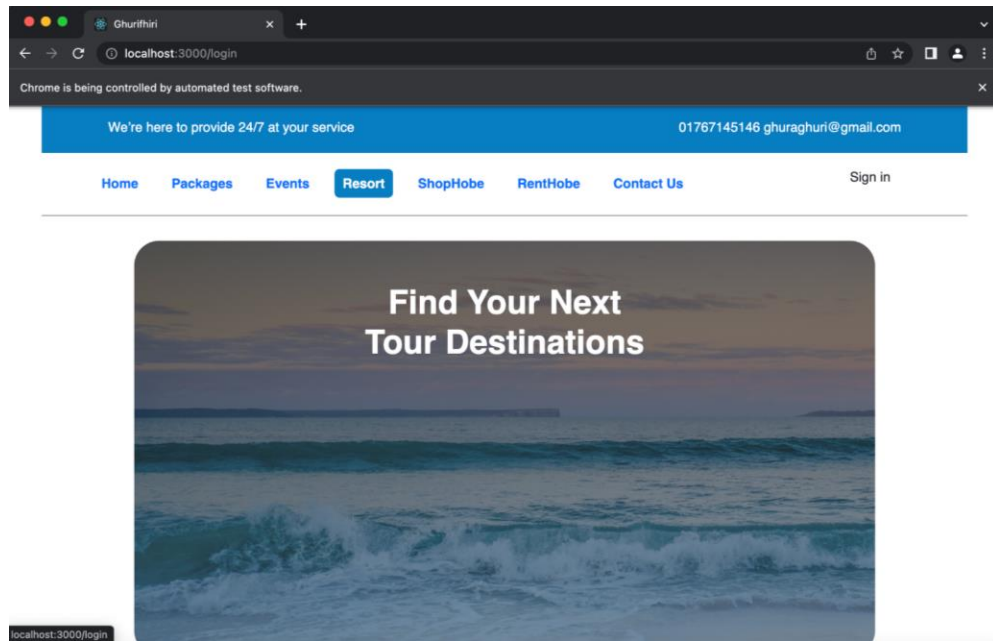 Ghurifhiri
localhost:3000/login
Chrome is being controlled by automated test software.
We're here to provide 24/7 at your service
01767145146 ghuraghuri@gmail.com
Home Packages Events Resort ShopHobe RentHobe Contact Us Sign in
Find Your Next
Tour Destinations
localhost:3000/login